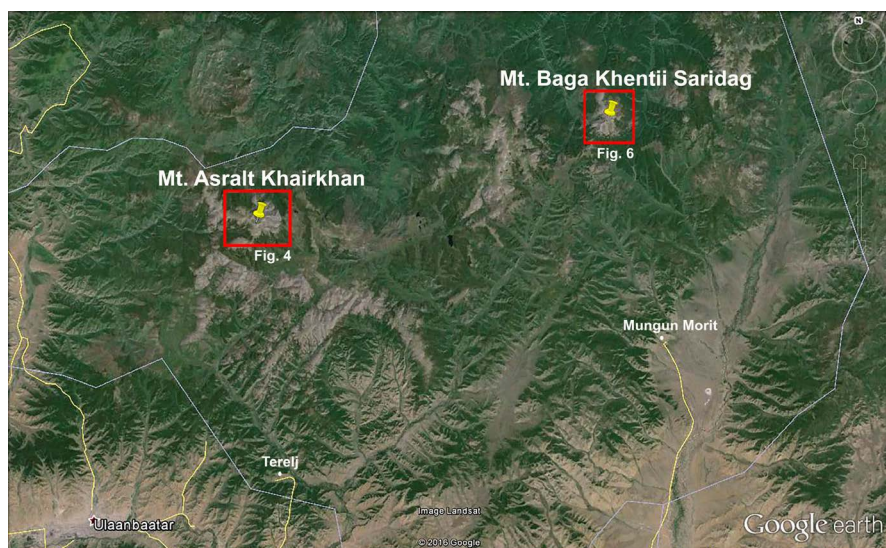 N
Mt. Baga Khentii Saridag
Fig. 6
Mt. Asralt Khairkhan
Fig. 4
Mungun Morit
Terelj
Ulaanbaatar
Image Landsat
© 2016 Google
Google earth